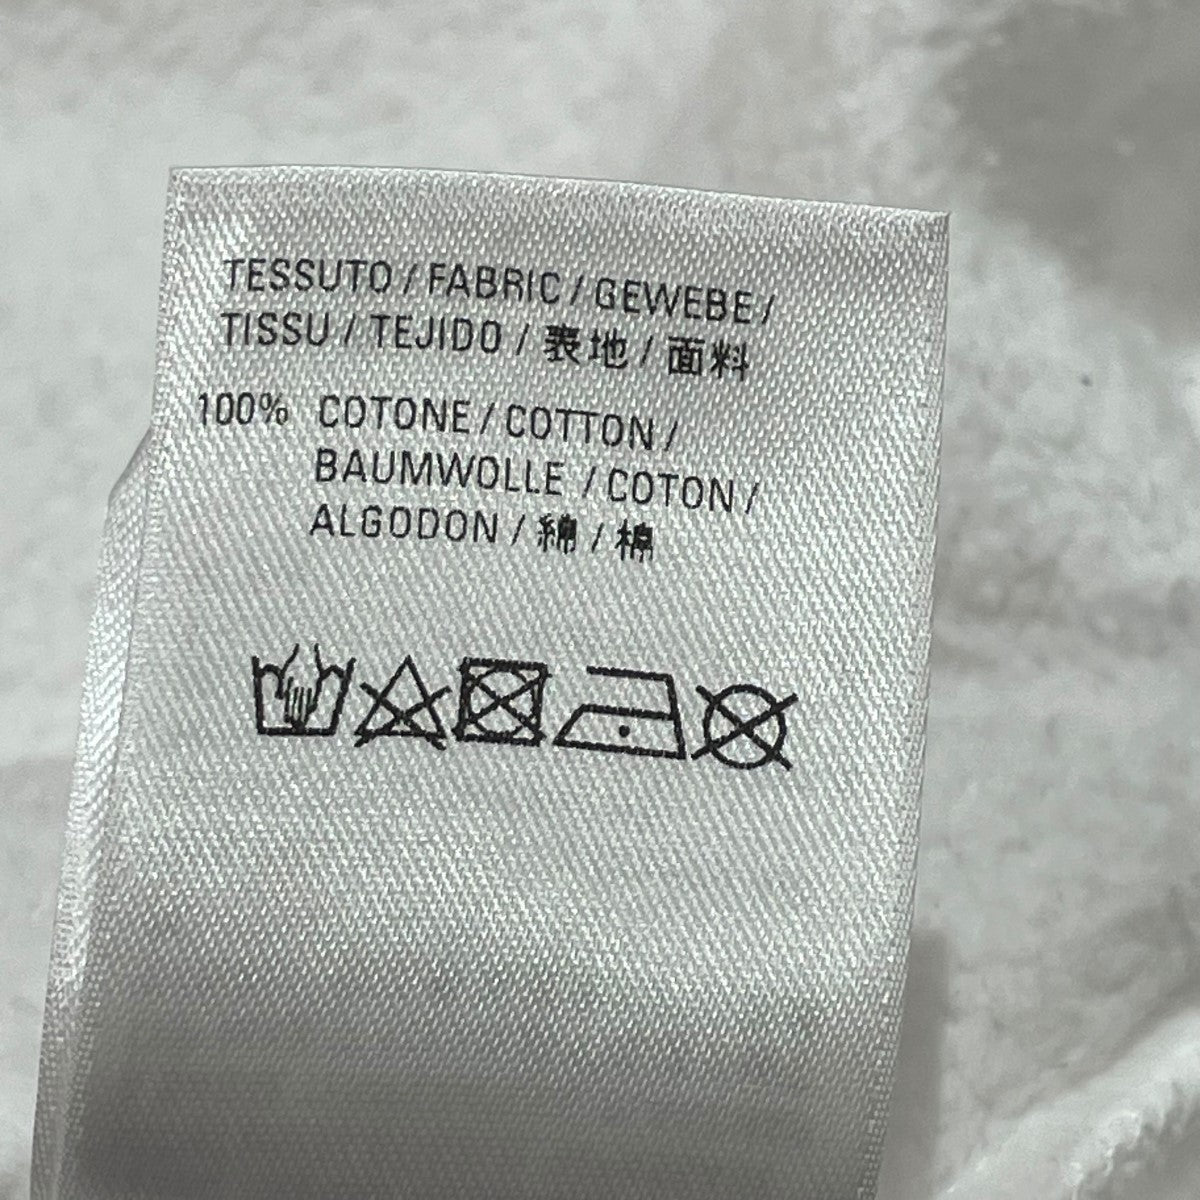 TESSUTO / FABRIC / GEWEBE /
TISSU / TEJIDO / 表地 / 面料
100% COTONE / COTTON /
BAUMWOLLE / COTON /
ALGODON / 綿 / 棉